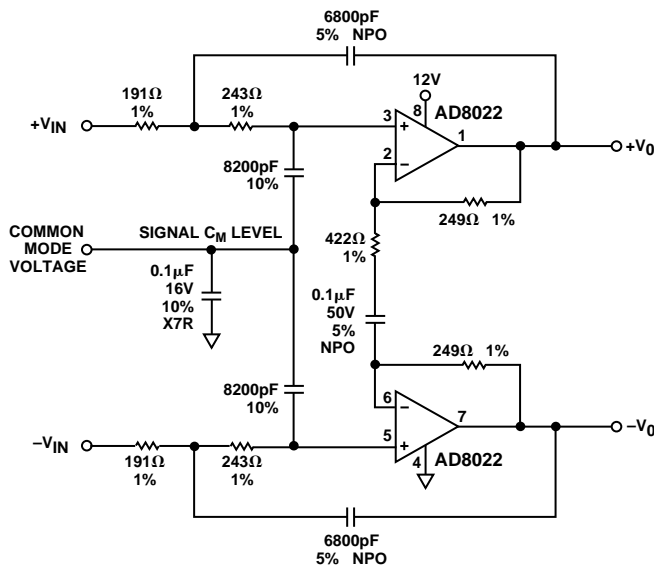 6800pF
5% NPO
191Ω
1%
243Ω
1%
12V
8
AD8022
+VIN
3
+
1
2
−
+V0
8200pF
10%
249Ω 1%
COMMON
MODE
VOLTAGE
SIGNAL CM LEVEL
422Ω
1%
0.1µF
16V
10%
X7R
0.1µF
50V
5%
NPO
249Ω 1%
8200pF
10%
6
−
7
5
+
−VIN
−V0
4
AD8022
191Ω
1%
243Ω
1%
6800pF
5% NPO